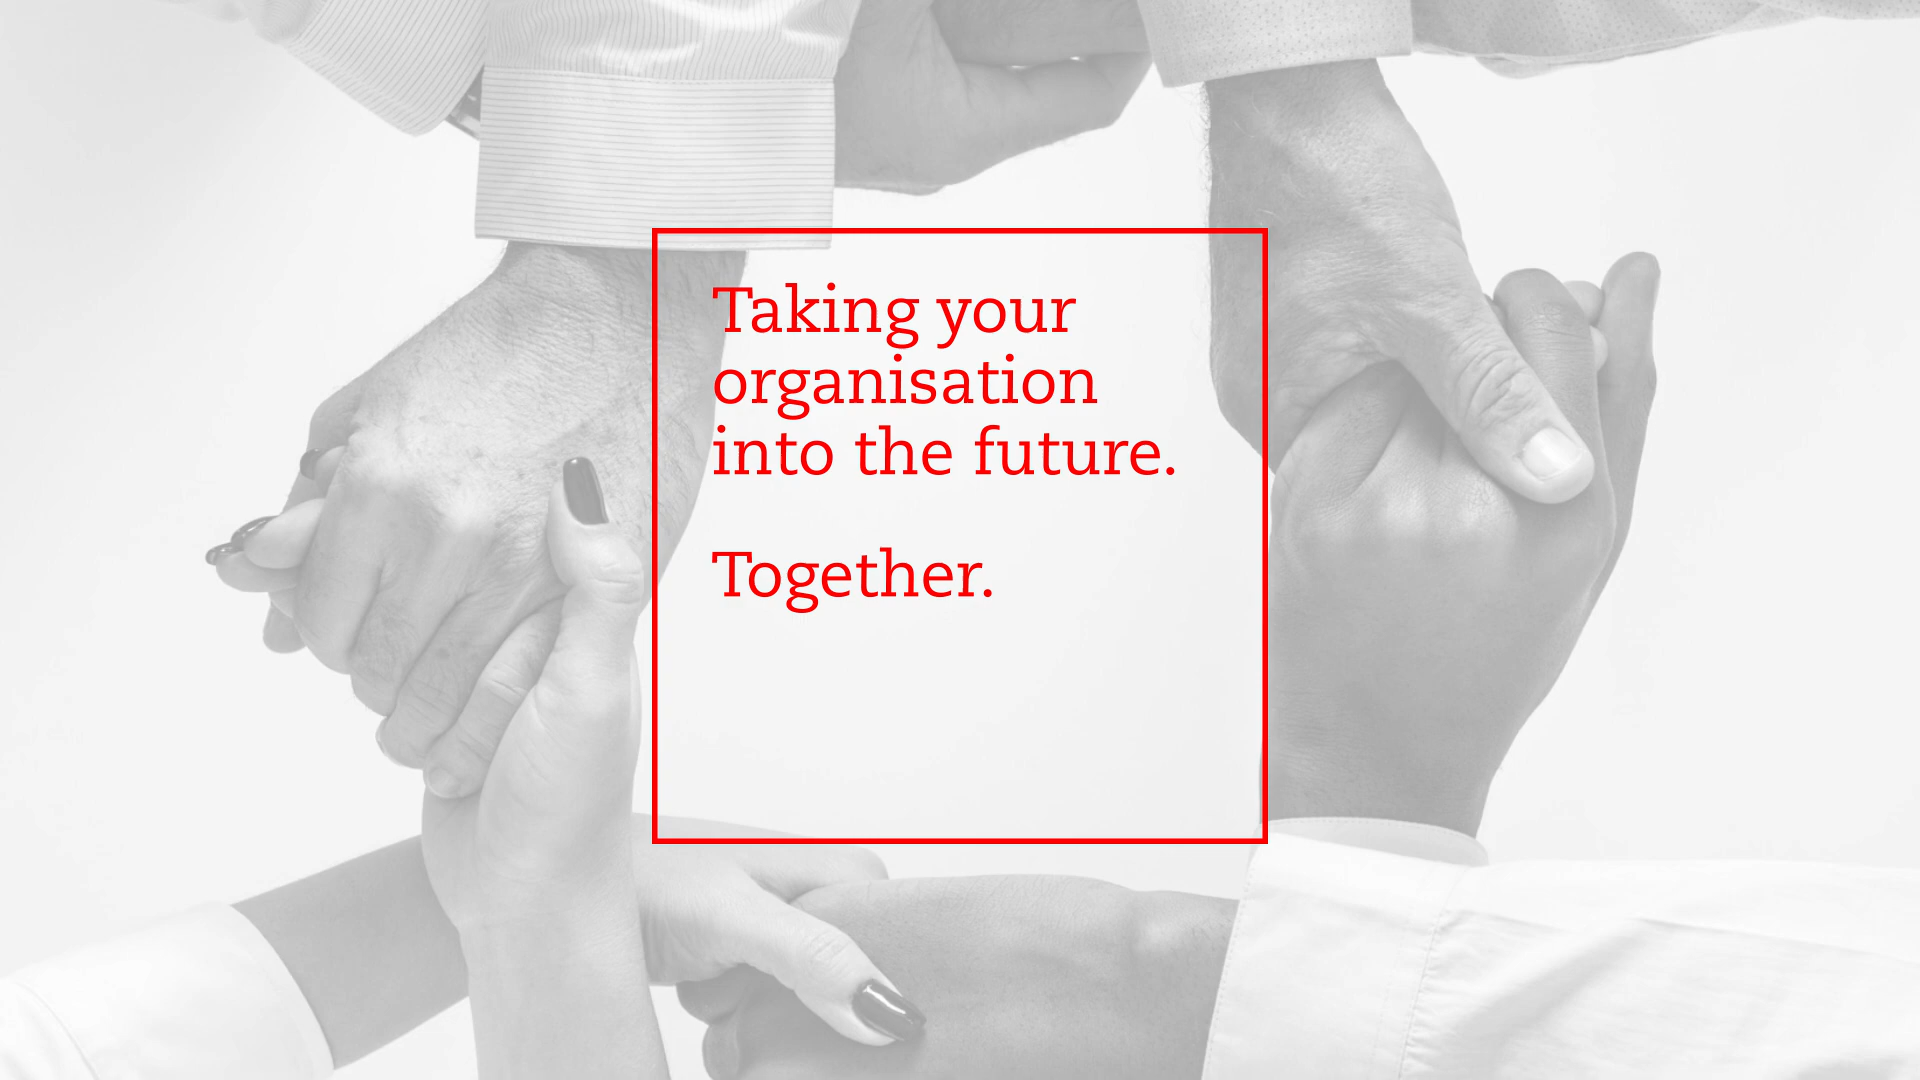 Taking your
organisation
into the future.
Together.